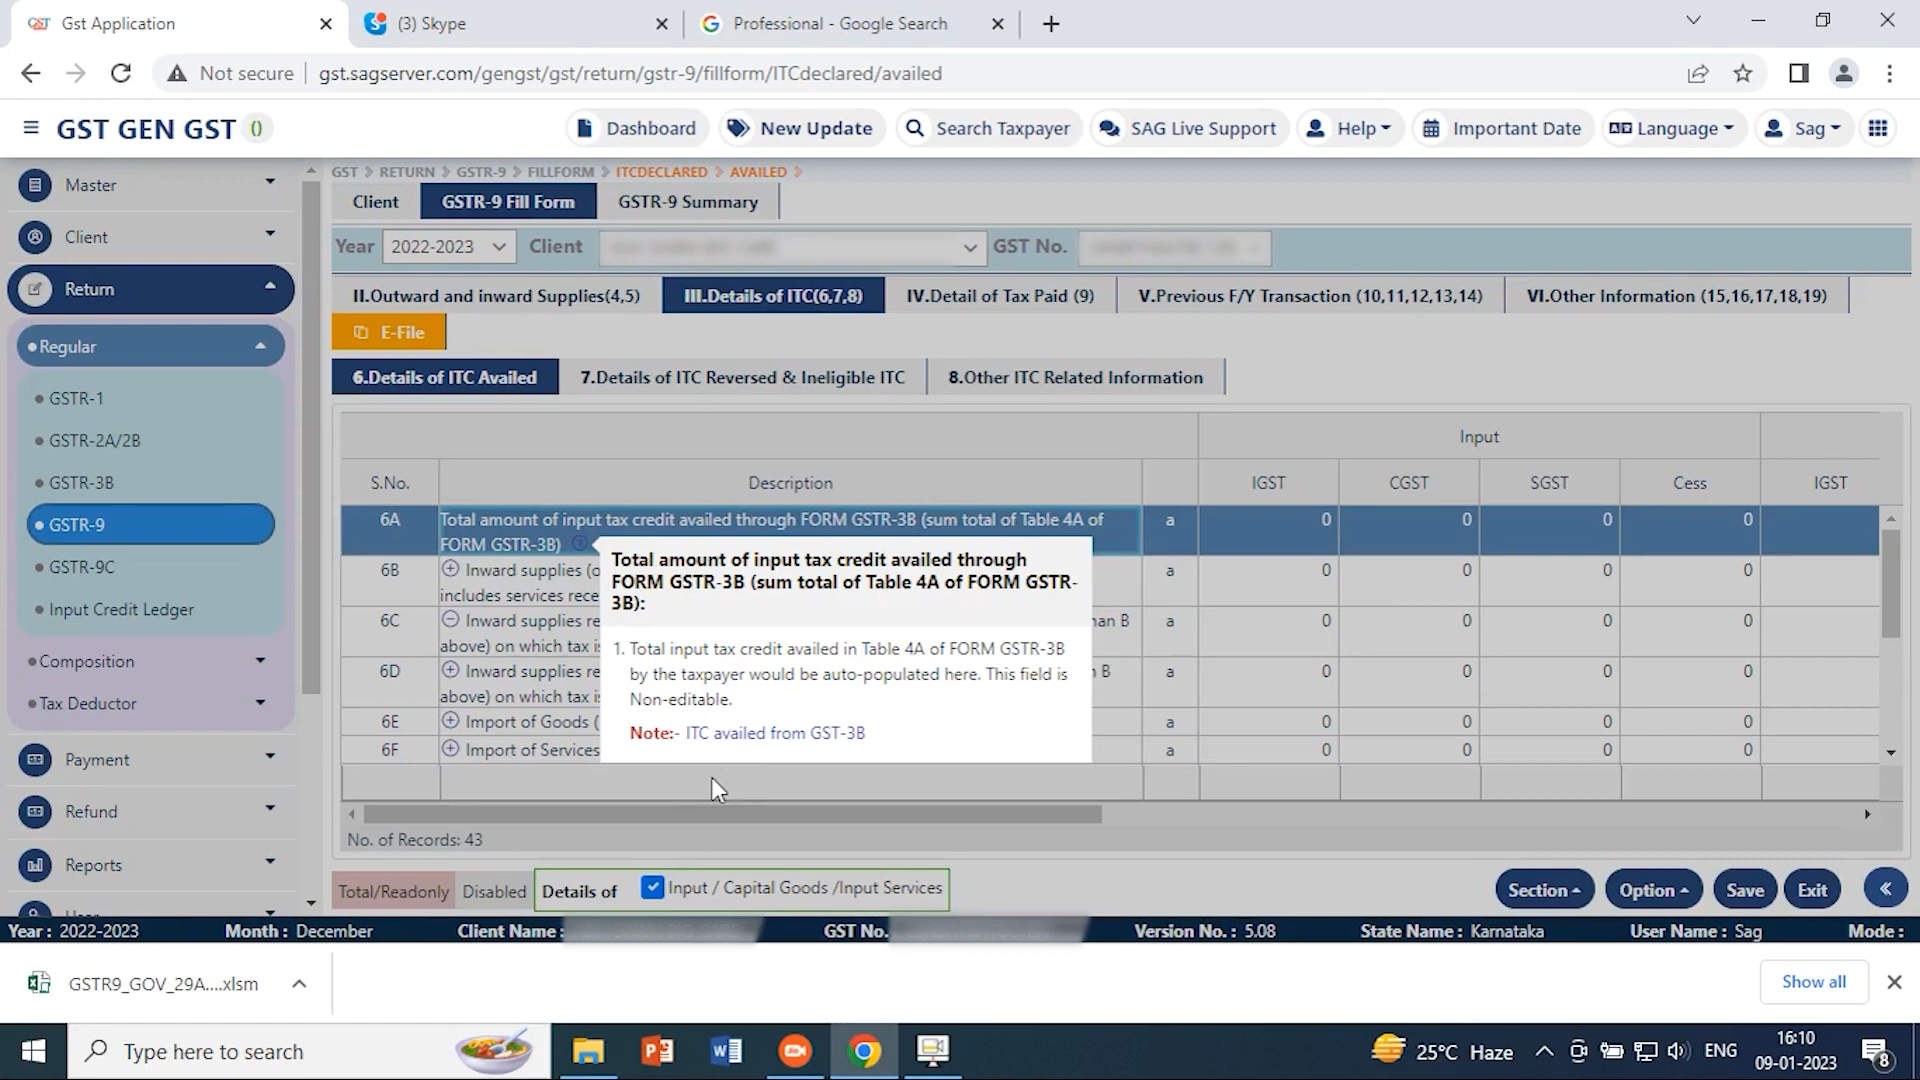 Gst Application
(3) Skype
Professional - Google Search
Not secure
gst.sagserver.com/gengst/gst/return/gstr-9/fillform/ITCdeclared/availed
GST GEN GST ()
Dashboard
New Update
Search Taxpayer
SAG Live Support
Help
Important Date
Language
Sag
Master
Client
Return
Regular
GSTR-1
GSTR-2A/2B
GSTR-3B
GSTR-9
GSTR-9C
Input Credit Ledger
Composition
Tax Deductor
Payment
Refund
Reports
GST > RETURN > GSTR-9 > FILLFORM > ITCDECLARED > AVAILED >
Client
GSTR-9 Fill Form
GSTR-9 Summary
Year 2022-2023 Client GST No.
II.Outward and inward Supplies(4,5)
III.Details of ITC(6,7,8)
IV.Detail of Tax Paid (9)
V.Previous F/Y Transaction (10,11,12,13,14)
VI.Other Information (15,16,17,18,19)
E-File
6.Details of ITC Availed
7.Details of ITC Reversed & Ineligible ITC
8.Other ITC Related Information
Input
S.No. Description IGST CGST SGST Cess IGST
6A Total amount of input tax credit availed through FORM GSTR-3B (sum total of Table 4A of a 0 0 0 0
FORM GSTR-3B)
6B Inward supplies (o a 0 0 0 0
includes services rece
6C Inward supplies re han B a 0 0 0 0
above) on which tax is
6D Inward supplies re B a 0 0 0 0
above) on which tax is
6E Import of Goods ( a 0 0 0 0
6F Import of Services a 0 0 0 0
Total amount of input tax credit availed through
FORM GSTR-3B (sum total of Table 4A of FORM GSTR-
3B):
1. Total input tax credit availed in Table 4A of FORM GSTR-3B
by the taxpayer would be auto-populated here. This field is
Non-editable.
Note:- ITC availed from GST-3B
No. of Records: 43
Total/Readonly
Disabled
Details of
Input / Capital Goods /Input Services
Section
Option
Save
Exit
«
Year : 2022-2023 Month : December Client Name : GST No. Version No. : 5.08 State Name : Karnataka User Name : Sag Mode :
GSTR9_GOV_29A....xlsm
Show all
Type here to search
25°C Haze
ENG
16:10
09-01-2023
8